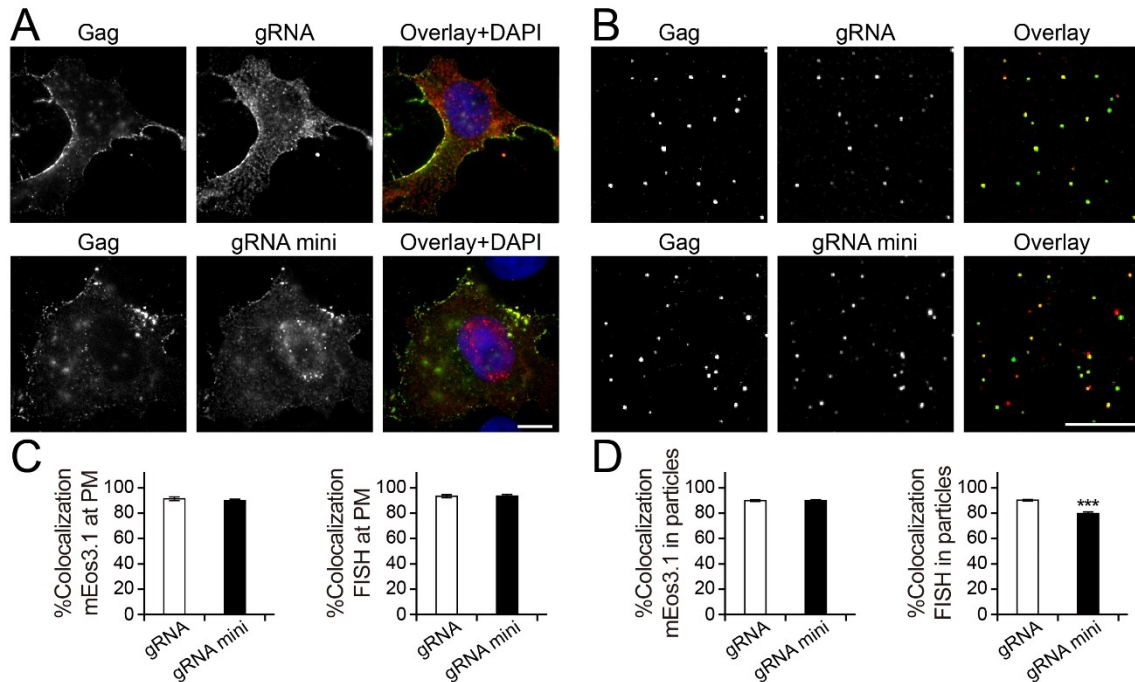 A
Gag
gRNA
Overlay+DAPI
Gag
gRNA mini
Overlay+DAPI
B
Gag
gRNA
Overlay
Gag
gRNA mini
Overlay
C
%Colocalization
mEos3.1 at PM
100
80
60
40
20
0
gRNA
gRNA mini
%Colocalization
FISH at PM
100
80
60
40
20
0
gRNA
gRNA mini
D
%Colocalization
mEos3.1 in particles
100
80
60
40
20
0
gRNA
gRNA mini
%Colocalization
FISH in particles
100
80
60
40
20
0
***
gRNA
gRNA mini